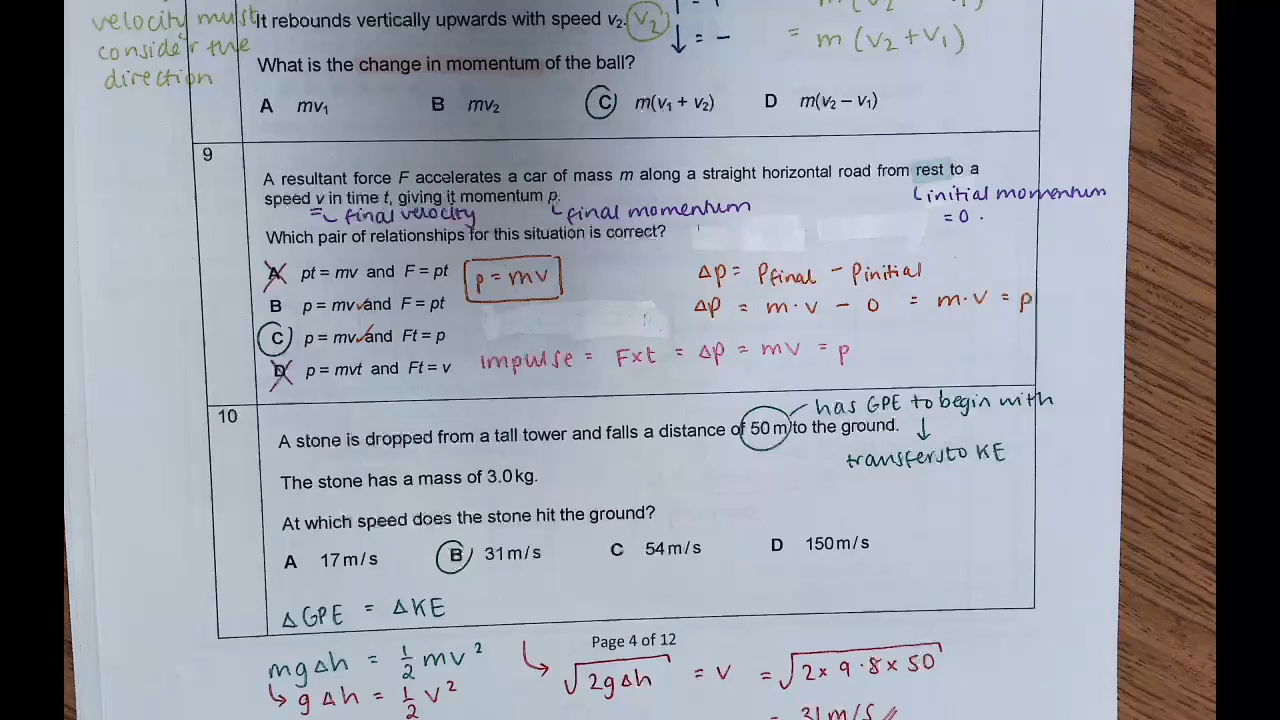 velocity must
consider the
direction
It rebounds vertically upwards with speed v₂. v₂
↓ = −
= m (v₂ + v₁)
What is the change in momentum of the ball?
A mv₁ B mv₂ C m(v₁ + v₂) D m(v₂ – v₁)
9
A resultant force F accelerates a car of mass m along a straight horizontal road from rest to a
speed v in time t, giving it momentum p.
= final velocity
final momentum
initial momentum
= 0.
Which pair of relationships for this situation is correct?
A pt = mv and F = pt
p = mv
B p = mv ✓ and F = pt
C p = mv ✓ and Ft = p
D p = mvt and Ft = v
Δp = Pfinal − Pinitial
Δp = m·v − 0 = m·v = p
impulse = F×t = Δp = mv = p
10
A stone is dropped from a tall tower and falls a distance of 50 m to the ground.
has GPE to begin with
↓
transfers to KE
The stone has a mass of 3.0 kg.
At which speed does the stone hit the ground?
A 17 m/s B 31 m/s C 54 m/s D 150 m/s
ΔGPE = ΔKE
Page 4 of 12
mgΔh = ½ mv²
↳ gΔh = ½ v²
↳ √2gΔh = v = √2×9·8×50
= 31 m/s //